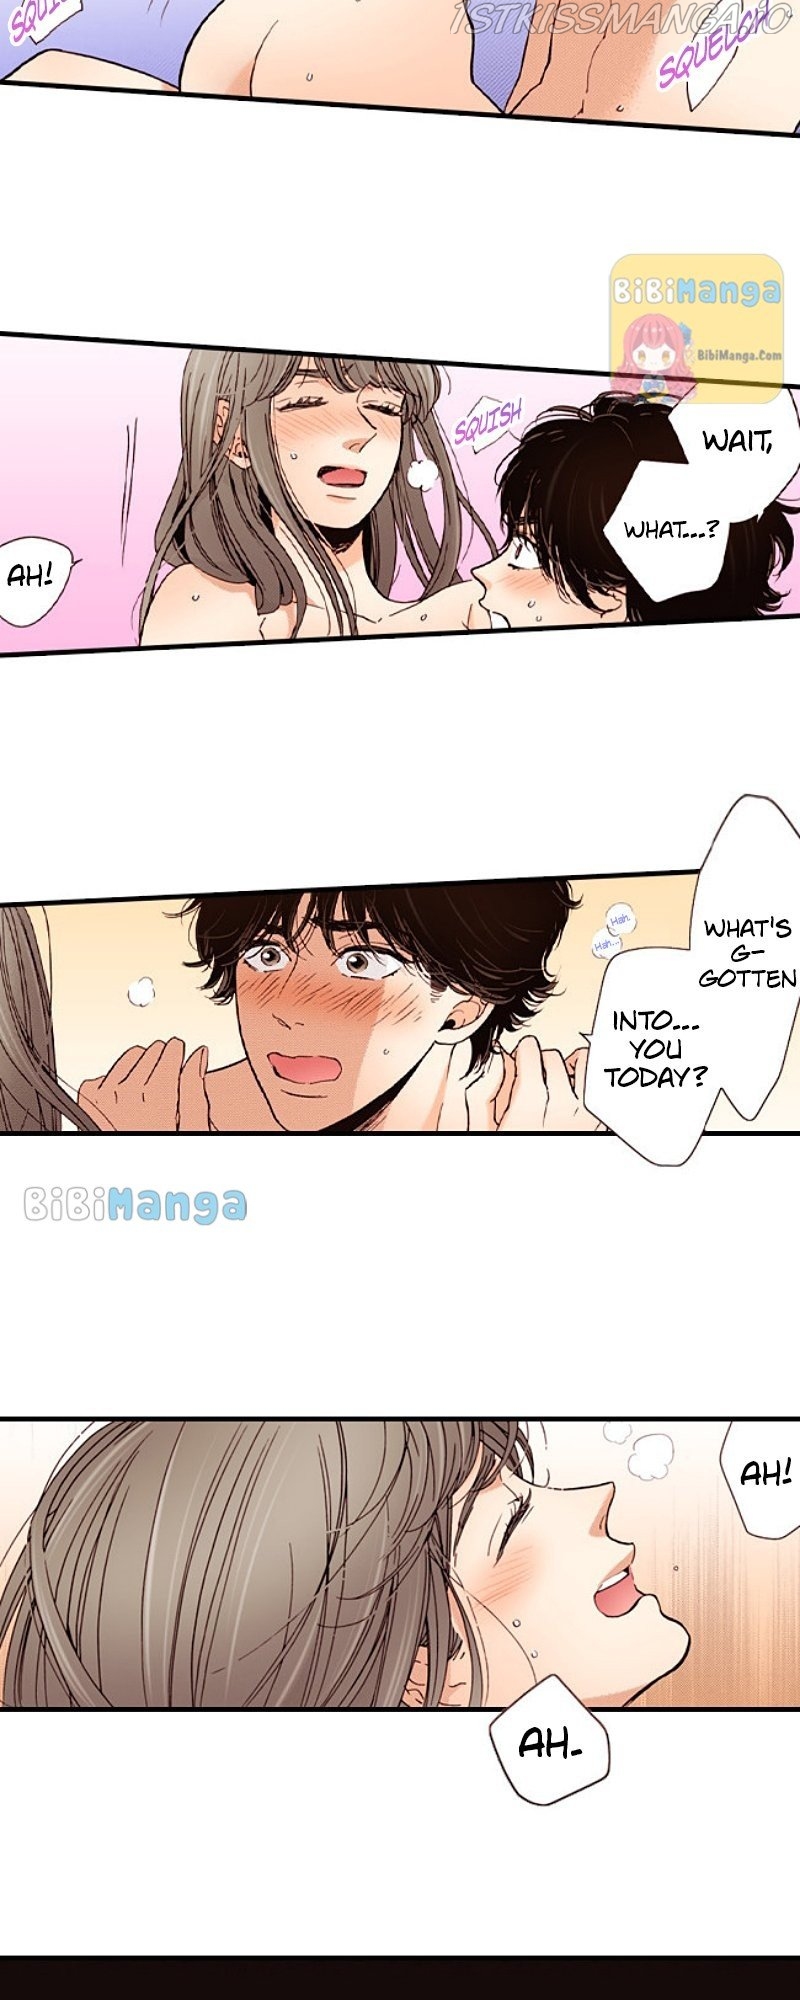 1STKISSMANGA.IO
SQUELCH
BiBiManga
BibiManga.Com
SQUISH
WAIT,
WHAT...?
AH!
WHAT'S
G-
GOTTEN
INTO...
YOU
TODAY?
Hah.
Hah...
BiBiManga
AH!
AH.